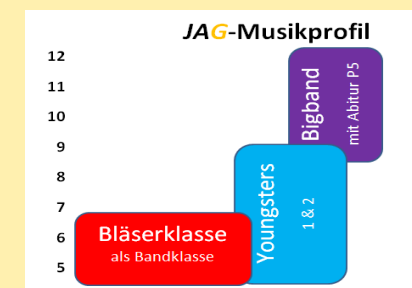 JAG-Musikprofil
12
11
10
9
8
7
6
5
Bläserklasse
als Bandklasse
Youngsters
1 & 2
Bigband
mit Abitur P5